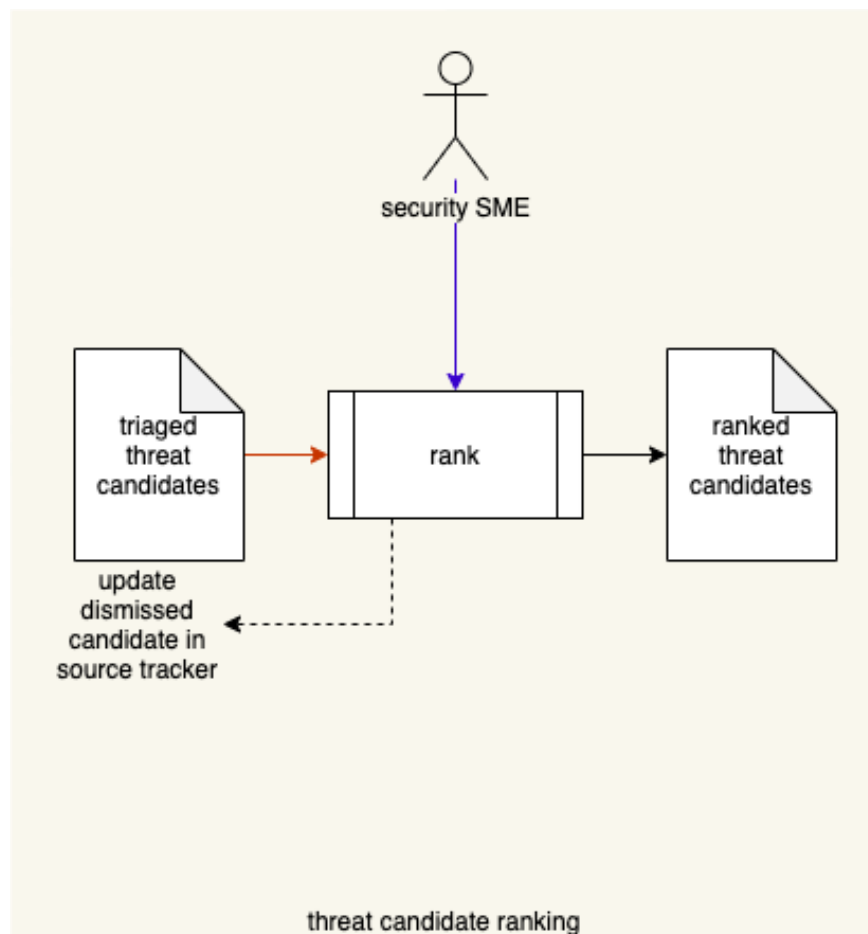 security SME
triaged
threat
candidates
rank
ranked
threat
candidates
update
dismissed
candidate in
source tracker
threat candidate ranking